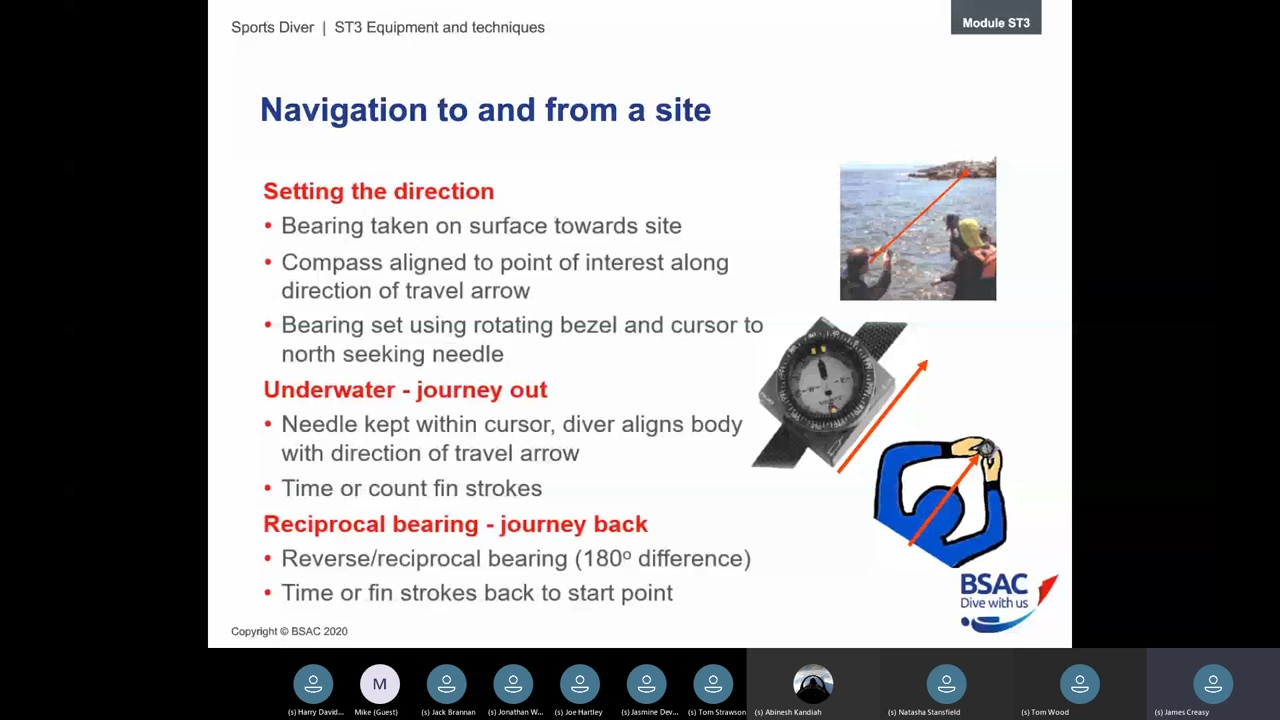 Sports Diver | ST3 Equipment and techniques
Module ST3
Navigation to and from a site
Setting the direction
• Bearing taken on surface towards site
• Compass aligned to point of interest along
direction of travel arrow
• Bearing set using rotating bezel and cursor to
north seeking needle
Underwater - journey out
• Needle kept within cursor, diver aligns body
with direction of travel arrow
• Time or count fin strokes
Reciprocal bearing - journey back
• Reverse/reciprocal bearing (180º difference)
• Time or fin strokes back to start point
BSAC
Dive with us
Copyright © BSAC 2020
M
(s) Harry David...
Mike (Guest)
(s) Jack Brannan
(s) Jonathan W...
(s) Joe Hartley
(s) Jasmine Dev...
(s) Tom Strawson
(s) Abinesh Kandiah
(s) Natasha Stansfield
(s) Tom Wood
(s) James Creasy